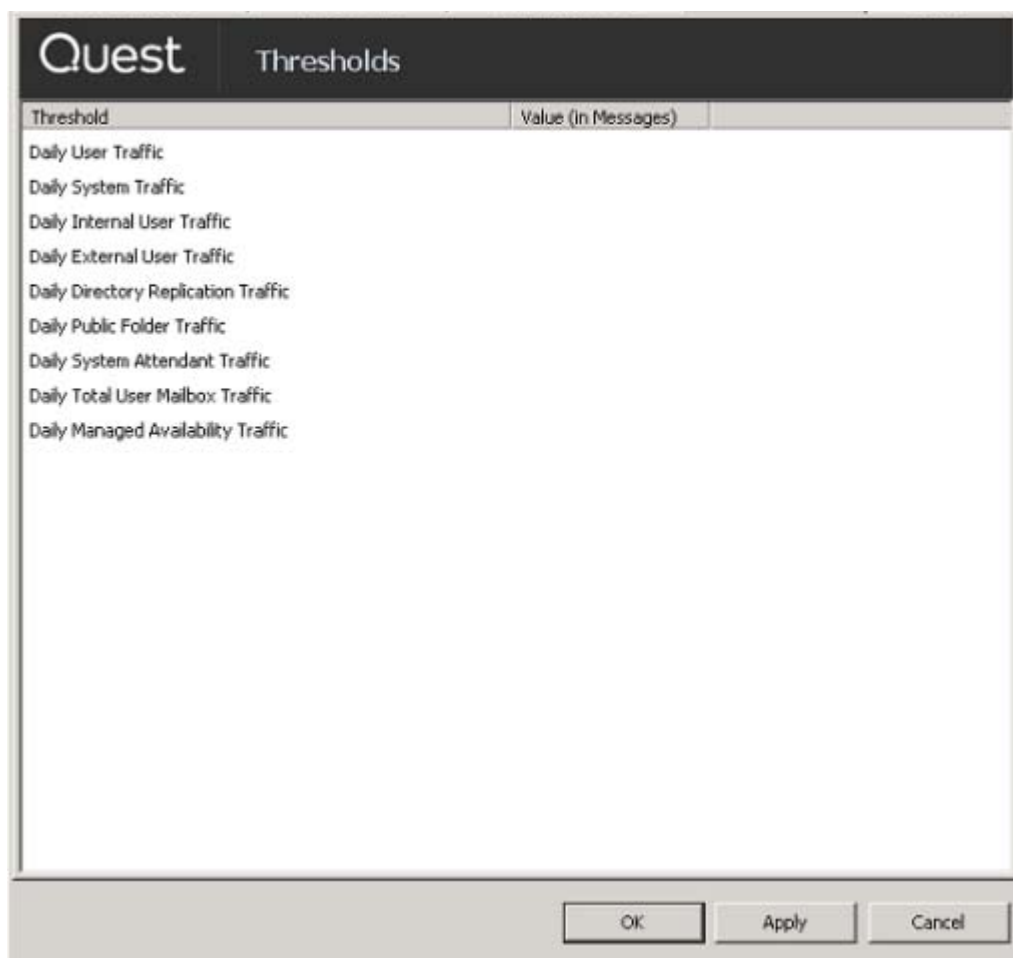 Quest Thresholds
Threshold Value (in Messages)
Daily User Traffic
Daily System Traffic
Daily Internal User Traffic
Daily External User Traffic
Daily Directory Replication Traffic
Daily Public Folder Traffic
Daily System Attendant Traffic
Daily Total User Mailbox Traffic
Daily Managed Availability Traffic
OK Apply Cancel